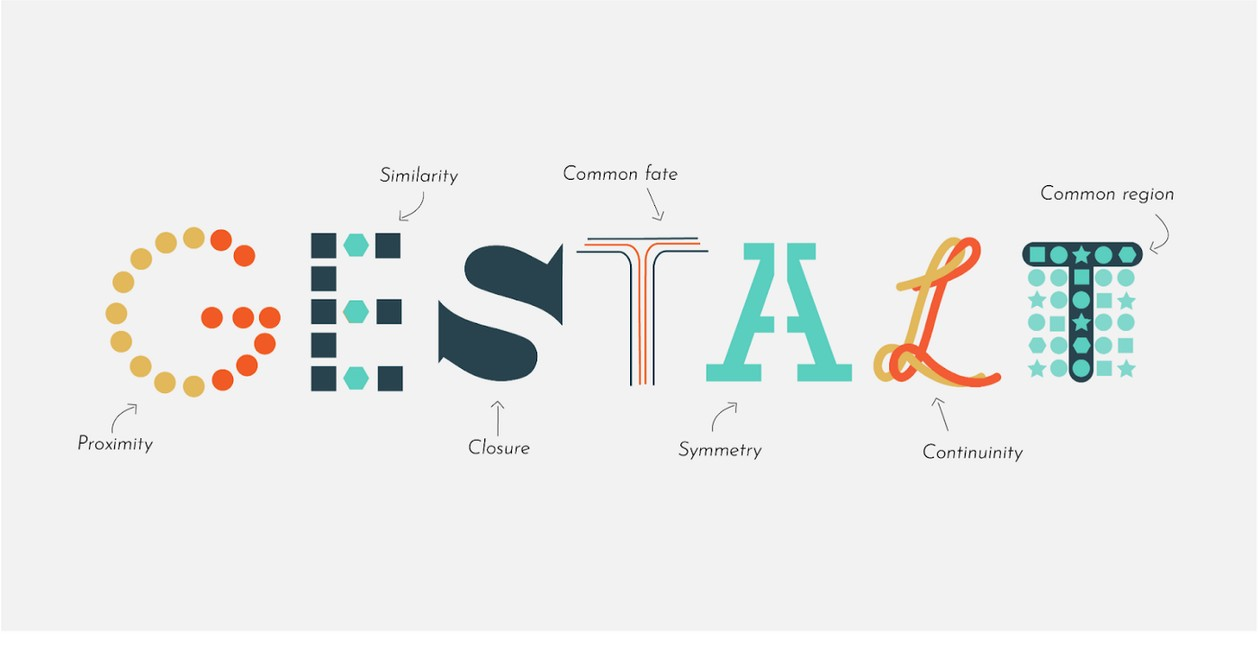 Similarity
Common fate
Common region
GESTALT
Proximity
Closure
Symmetry
Continuinity